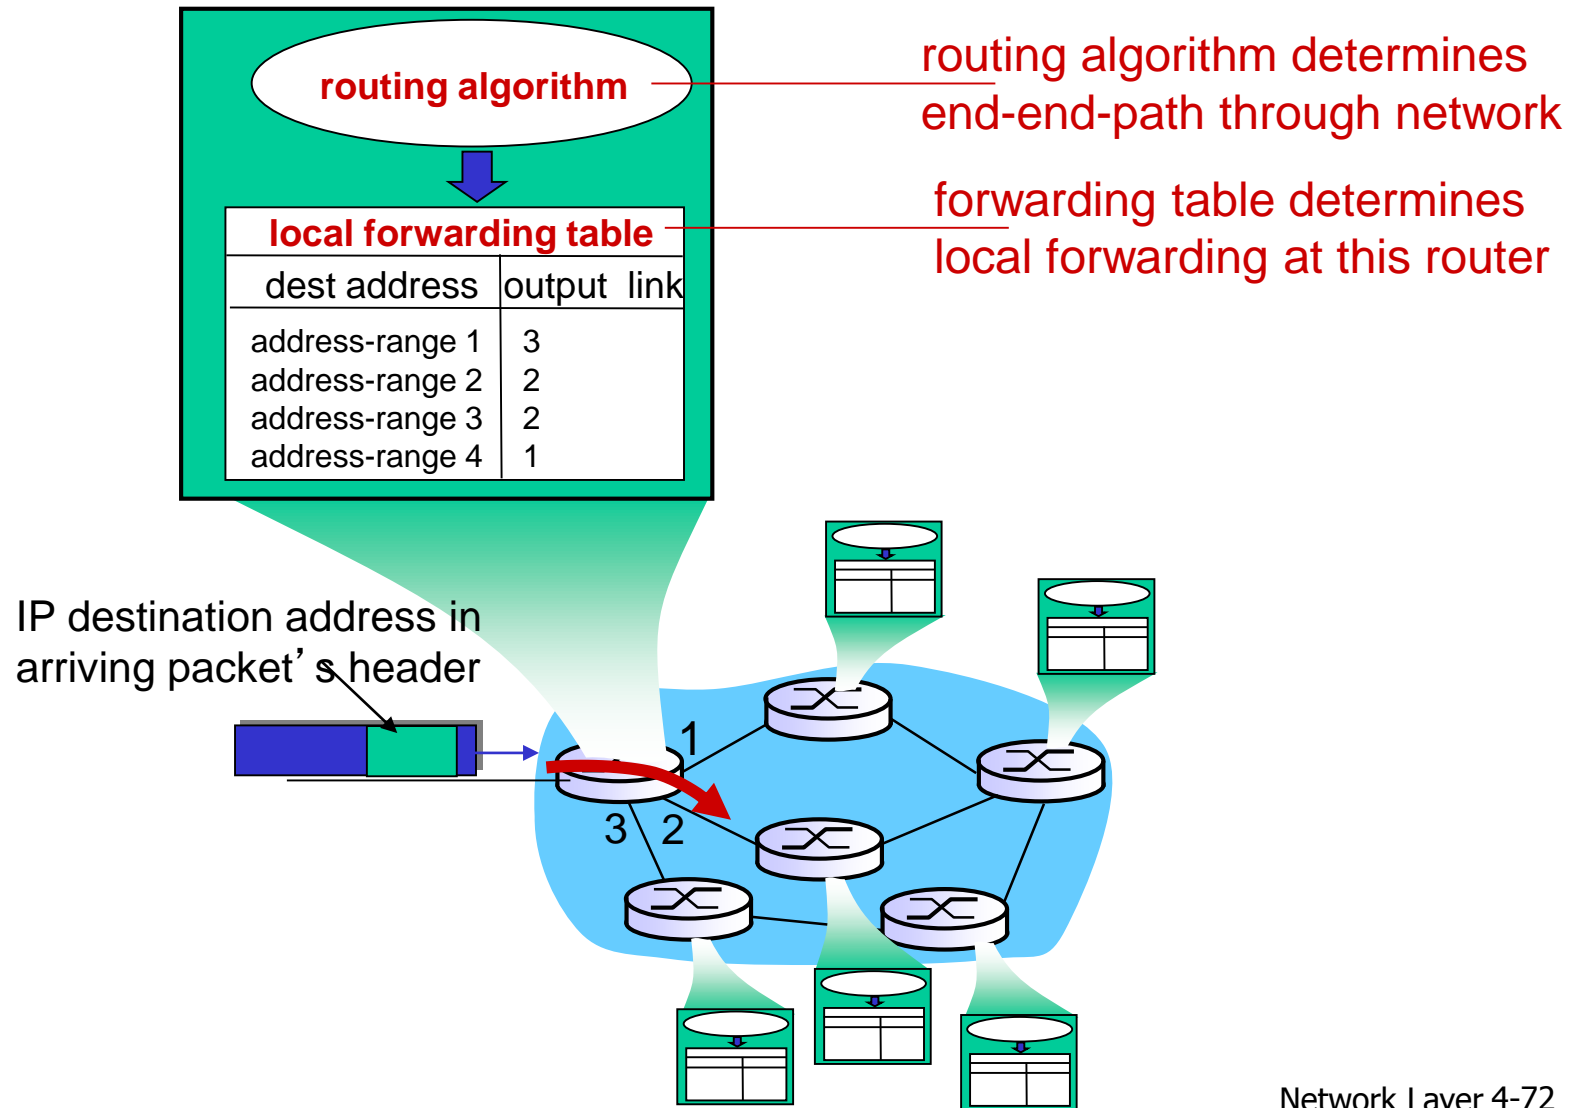 routing algorithm
routing algorithm determines
end-end-path through network
local forwarding table
forwarding table determines
local forwarding at this router
dest address output link
address-range 1 3
address-range 2 2
address-range 3 2
address-range 4 1
IP destination address in
arriving packet’s header
1
3 2
Network Layer 4-72